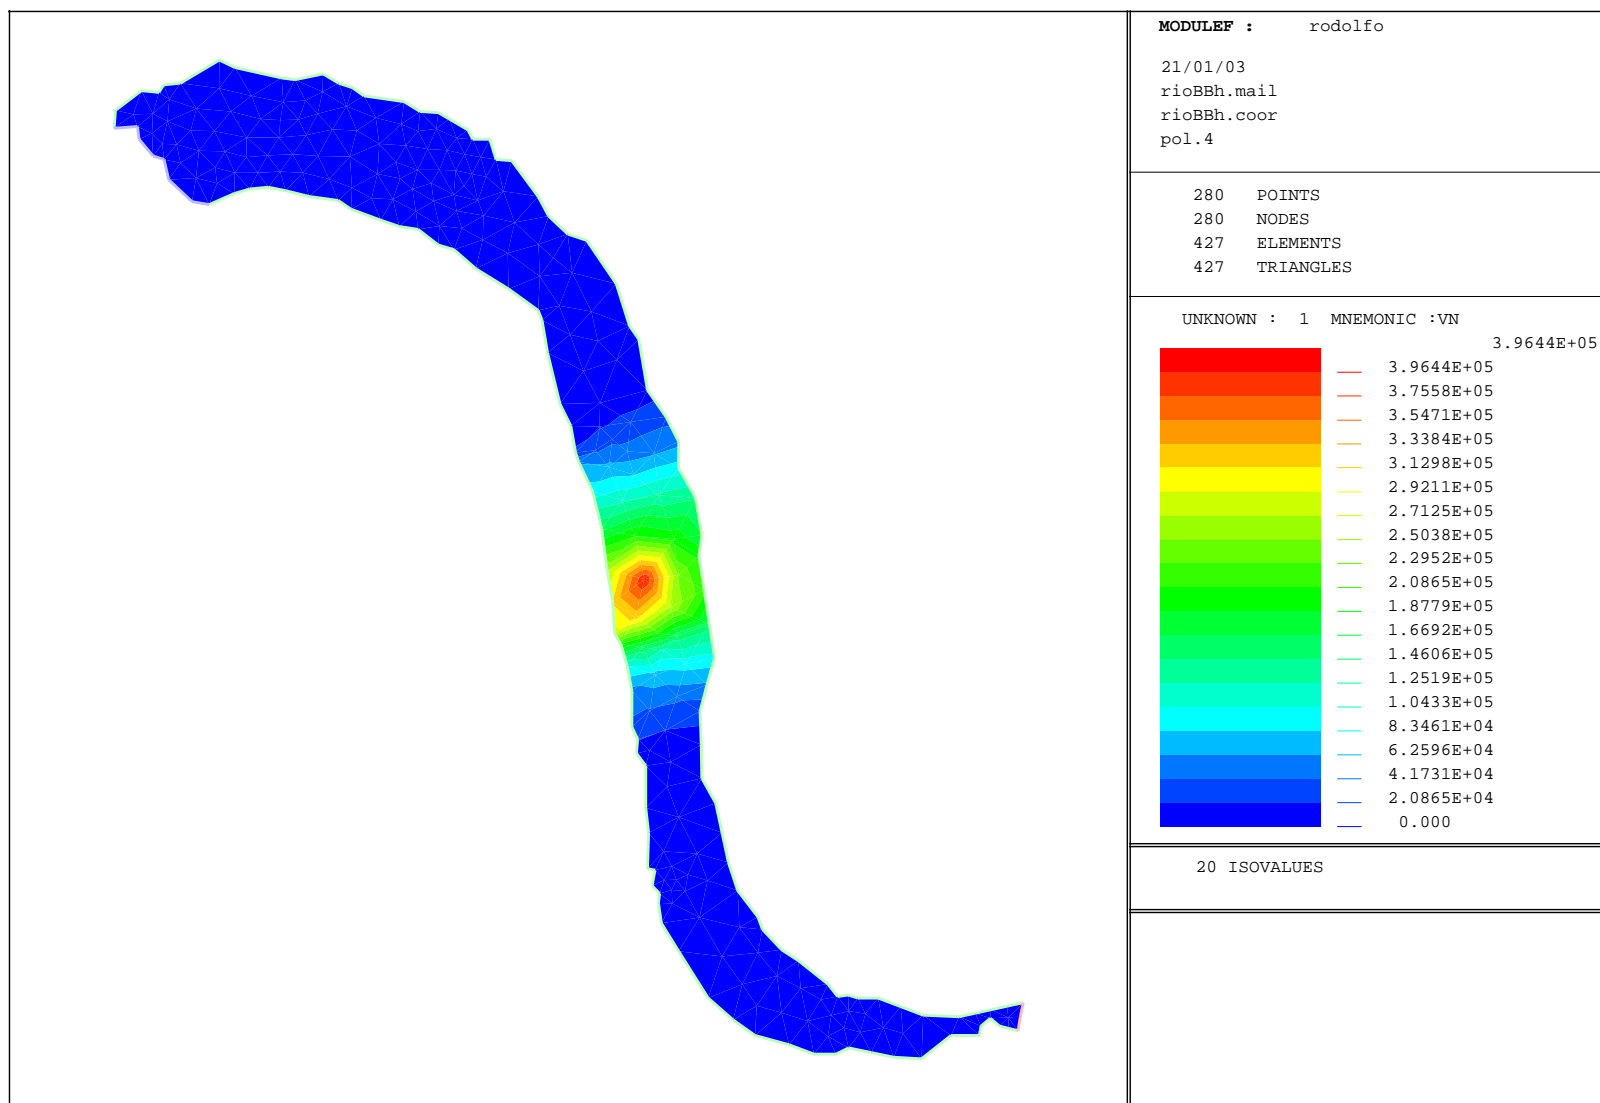 MODULEF : rodolfo
21/01/03
rioBBh.mail
rioBBh.coor
pol.4
280 POINTS
280 NODES
427 ELEMENTS
427 TRIANGLES
UNKNOWN : 1 MNEMONIC :VN
3.9644E+05
3.9644E+05
3.7558E+05
3.5471E+05
3.3384E+05
3.1298E+05
2.9211E+05
2.7125E+05
2.5038E+05
2.2952E+05
2.0865E+05
1.8779E+05
1.6692E+05
1.4606E+05
1.2519E+05
1.0433E+05
8.3461E+04
6.2596E+04
4.1731E+04
2.0865E+04
0.000
20 ISOVALUES